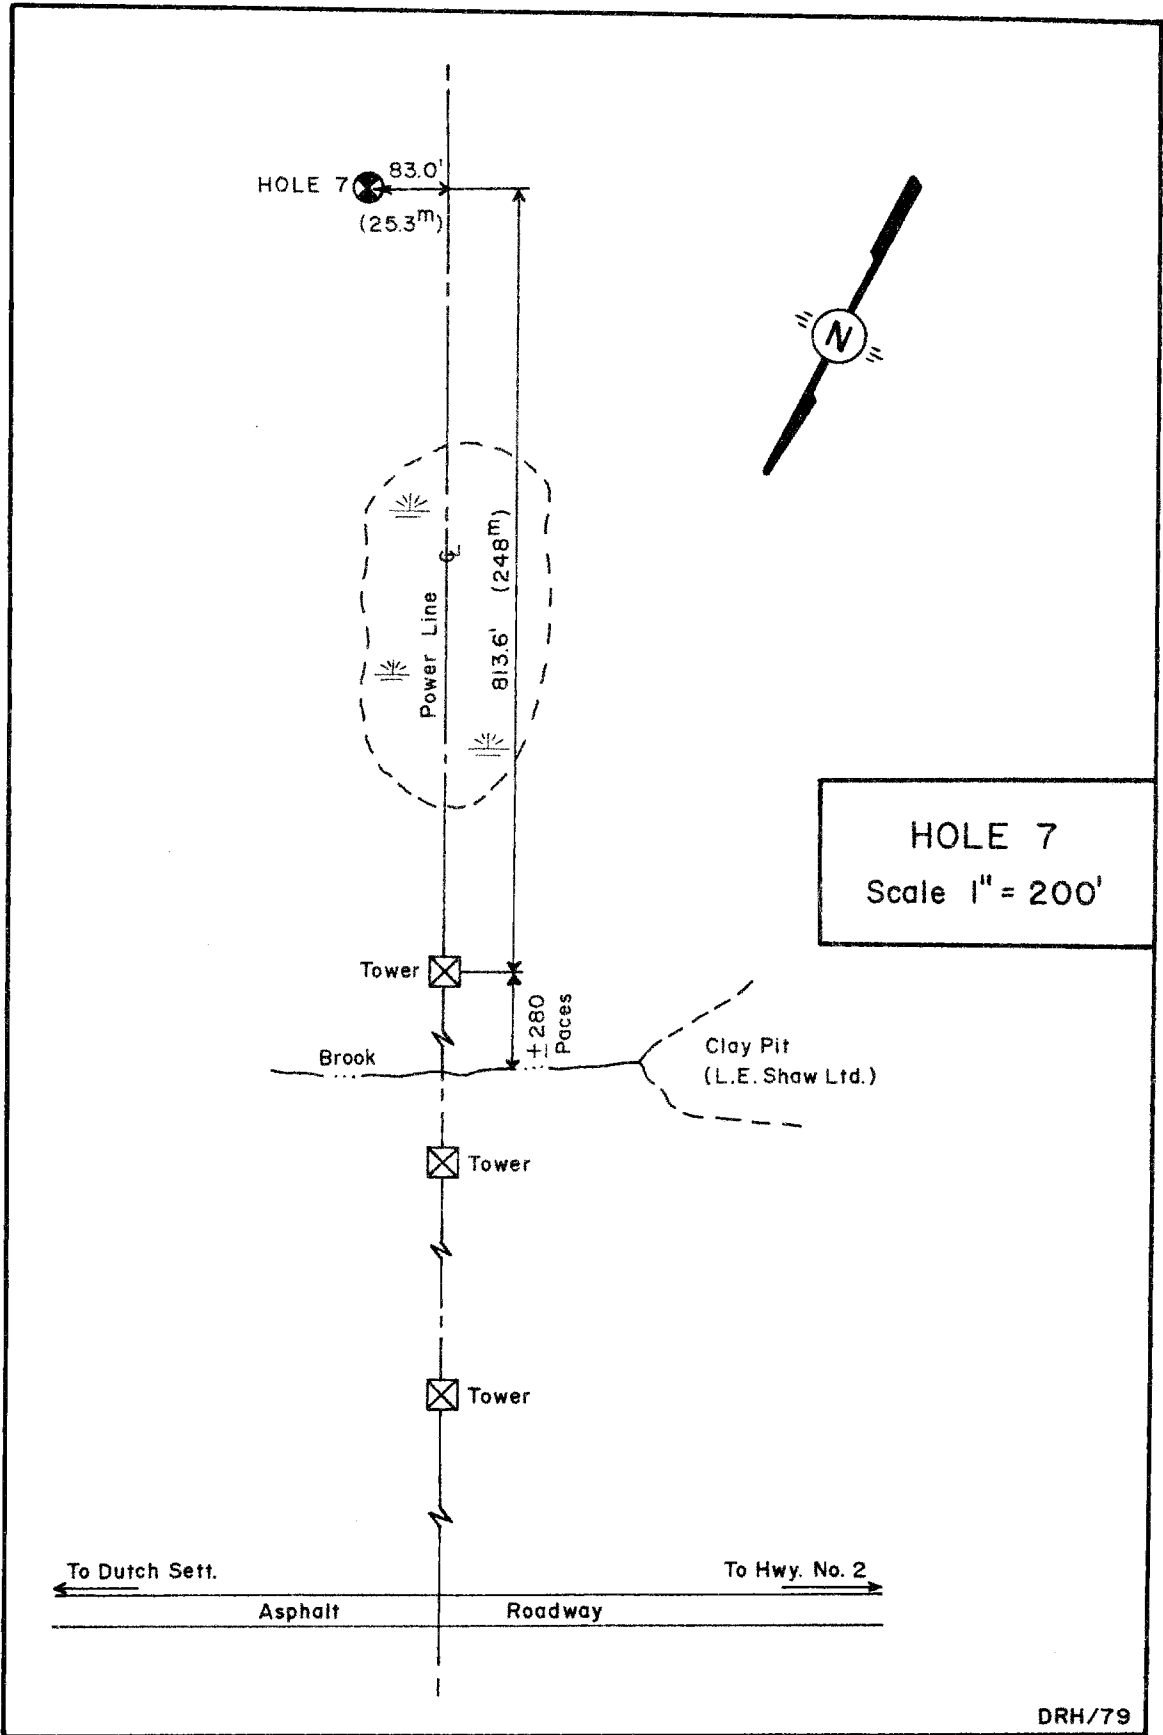 HOLE 7
83.0'
(25.3m)
N
813.6' (248m)
Power Line
℄
HOLE 7
Scale 1" = 200'
Tower
±280
Paces
Brook
Clay Pit
(L.E. Shaw Ltd.)
Tower
Tower
To Dutch Sett.
To Hwy. No. 2
Asphalt Roadway
DRH/79